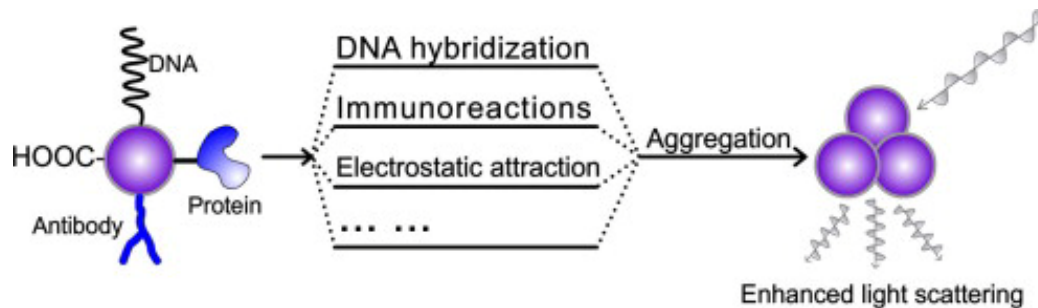 DNA
HOOC
Protein
Antibody
DNA hybridization
Immunoreactions
Electrostatic attraction
... ...
Aggregation
Enhanced light scattering